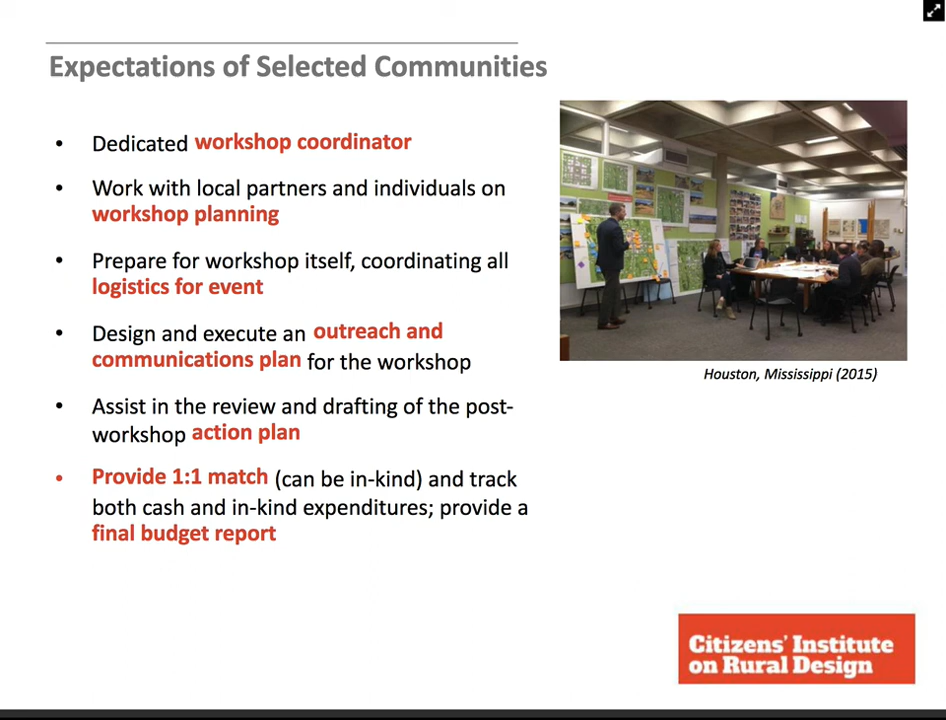 Expectations of Selected Communities
• Dedicated workshop coordinator
• Work with local partners and individuals on
workshop planning
• Prepare for workshop itself, coordinating all
logistics for event
• Design and execute an outreach and
communications plan for the workshop
• Assist in the review and drafting of the post-
workshop action plan
• Provide 1:1 match (can be in-kind) and track
both cash and in-kind expenditures; provide a
final budget report
Houston, Mississippi (2015)
Citizens' Institute
on Rural Design